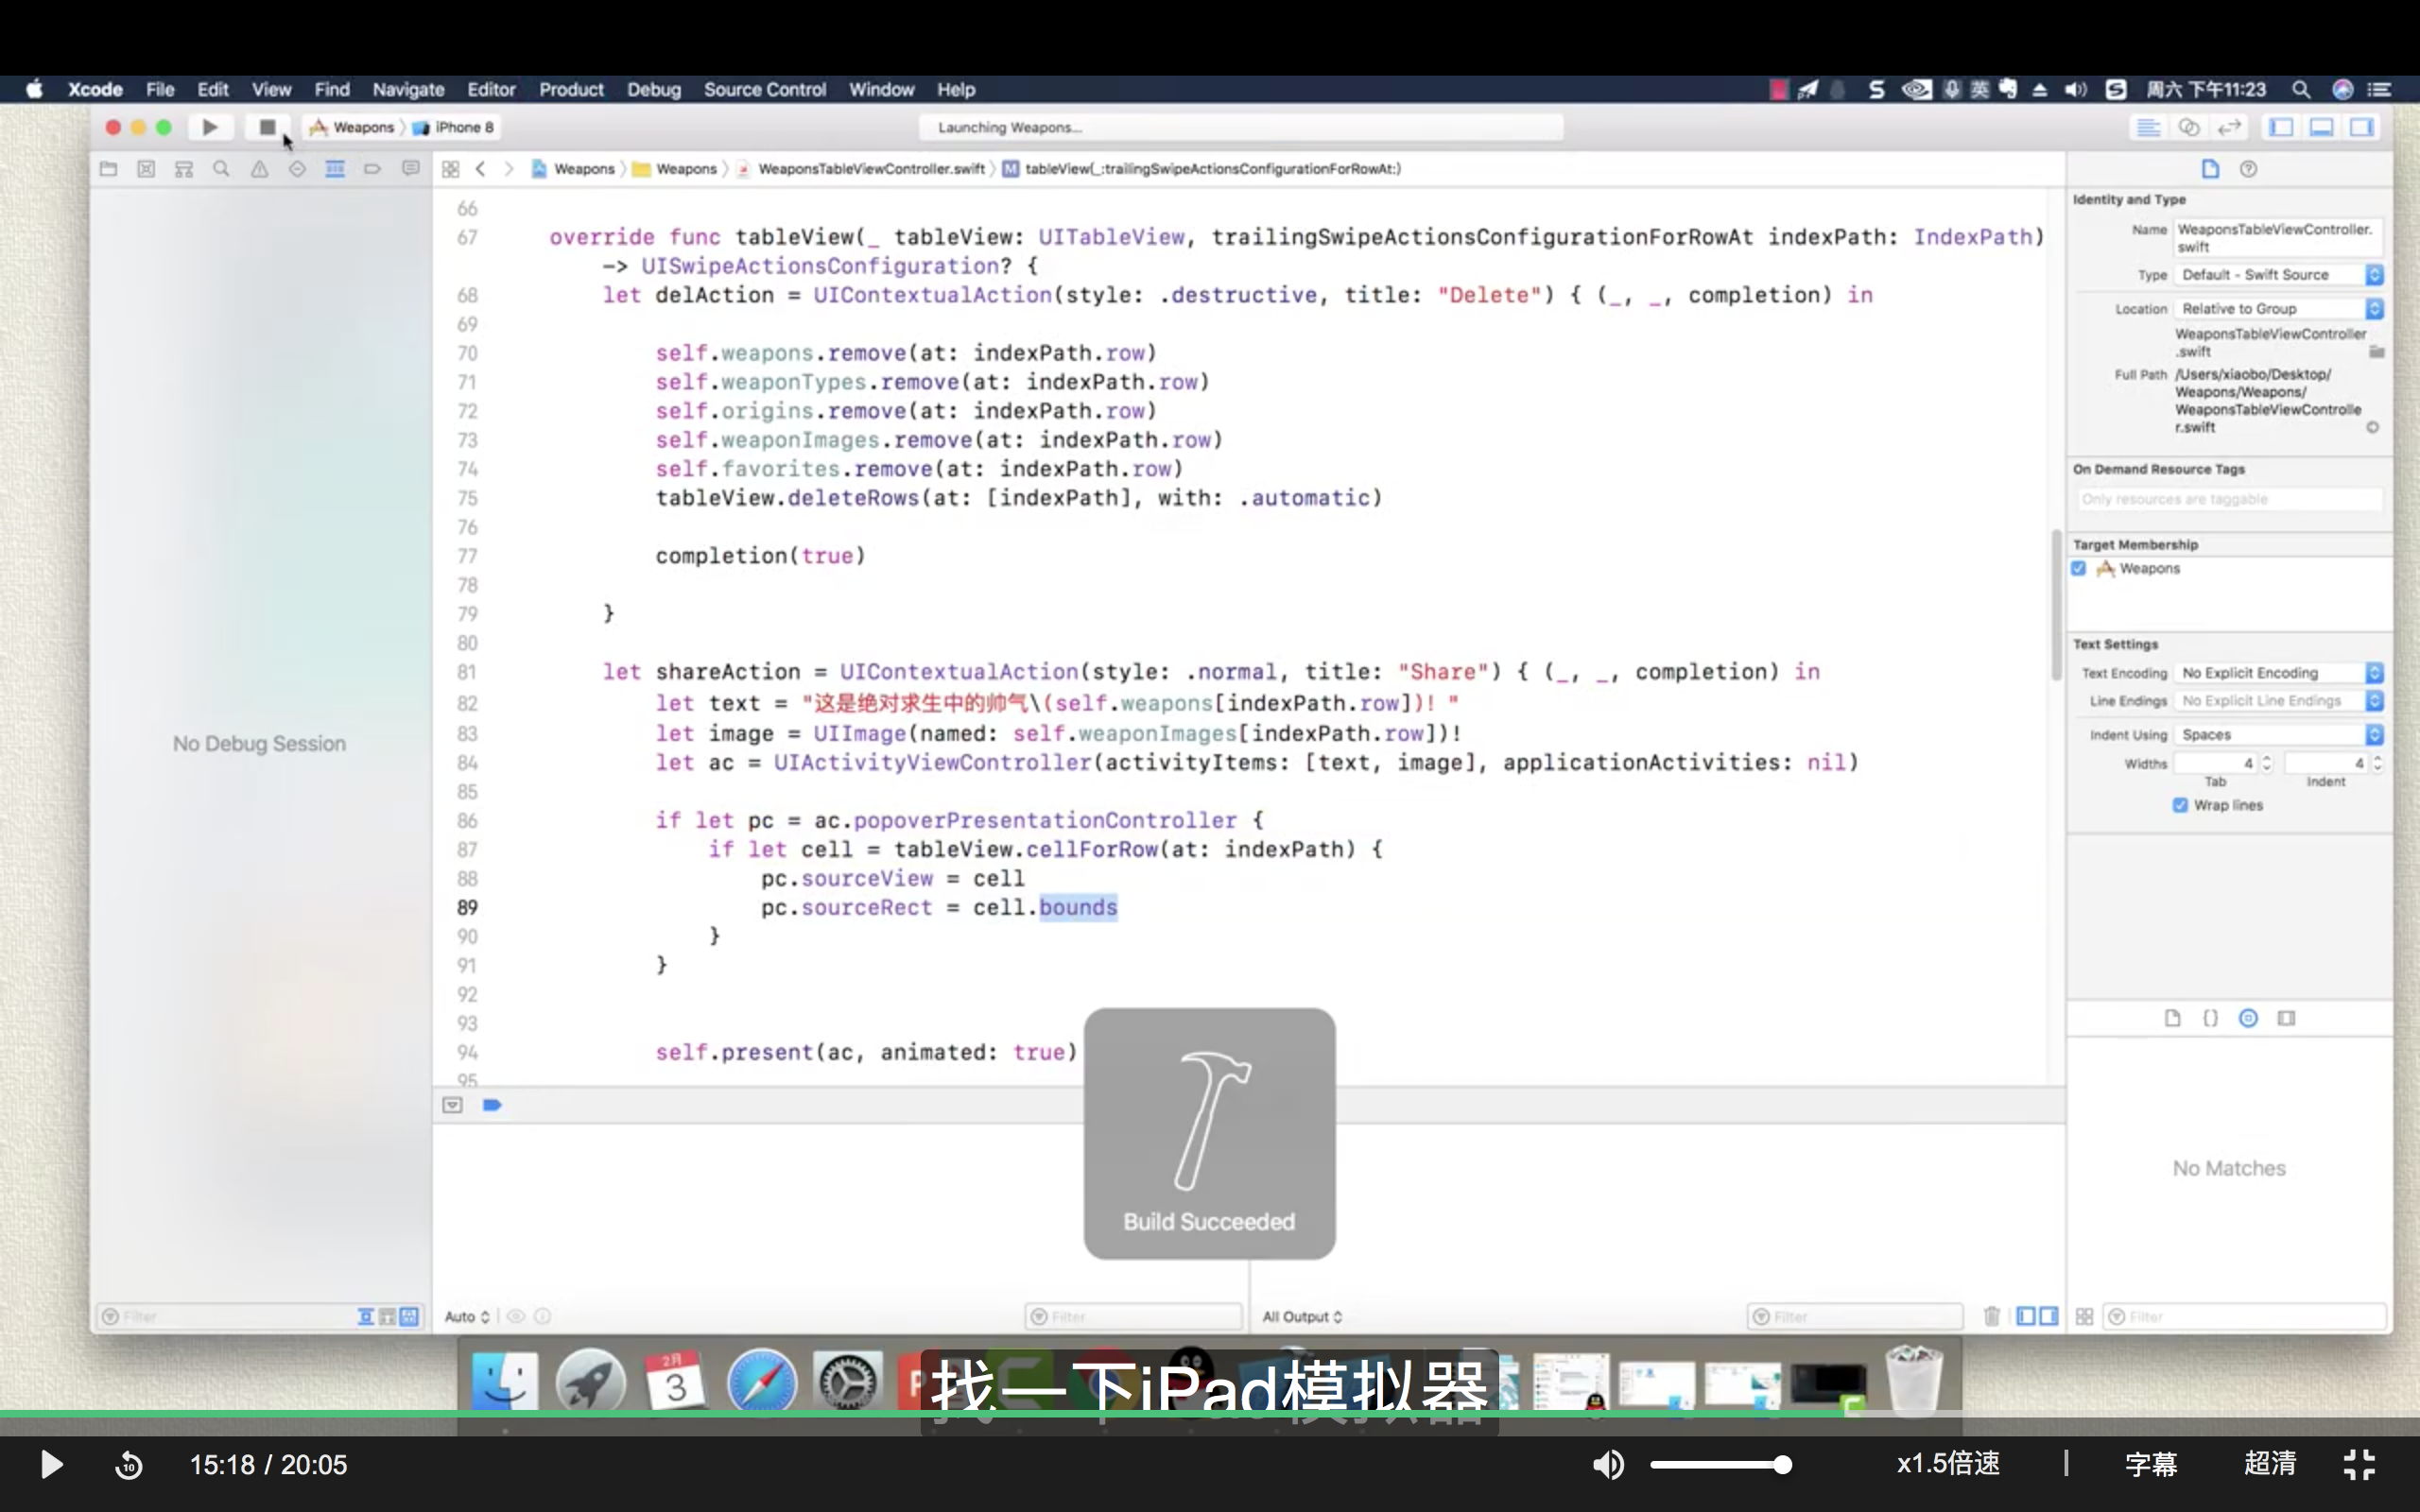 Xcode File Edit View Find Navigate Editor Product Debug Source Control Window Help 英 周六 下午11:23
Weapons iPhone 8 Launching Weapons...
Weapons Weapons WeaponsTableViewController.swift tableView(_:trailingSwipeActionsConfigurationForRowAt:)
66
67 override func tableView(_ tableView: UITableView, trailingSwipeActionsConfigurationForRowAt indexPath: IndexPath)
-> UISwipeActionsConfiguration? {
68 let delAction = UIContextualAction(style: .destructive, title: "Delete") { (_, _, completion) in
69
70 self.weapons.remove(at: indexPath.row)
71 self.weaponTypes.remove(at: indexPath.row)
72 self.origins.remove(at: indexPath.row)
73 self.weaponImages.remove(at: indexPath.row)
74 self.favorites.remove(at: indexPath.row)
75 tableView.deleteRows(at: [indexPath], with: .automatic)
76
77 completion(true)
78
79 }
80
81 let shareAction = UIContextualAction(style: .normal, title: "Share") { (_, _, completion) in
82 let text = "这是绝对求生中的帅气\(self.weapons[indexPath.row])! "
83 let image = UIImage(named: self.weaponImages[indexPath.row])!
84 let ac = UIActivityViewController(activityItems: [text, image], applicationActivities: nil)
85
86 if let pc = ac.popoverPresentationController {
87 if let cell = tableView.cellForRow(at: indexPath) {
88 pc.sourceView = cell
89 pc.sourceRect = cell.bounds
90 }
91 }
92
93
94 self.present(ac, animated: true)
95
No Debug Session
Identity and Type
Name WeaponsTableViewController.
swift
Type Default - Swift Source
Location Relative to Group
WeaponsTableViewController
.swift
Full Path /Users/xiaobo/Desktop/
Weapons/Weapons/
WeaponsTableViewControlle
r.swift
On Demand Resource Tags
Only resources are taggable
Target Membership
Weapons
Text Settings
Text Encoding No Explicit Encoding
Line Endings No Explicit Line Endings
Indent Using Spaces
Widths 4 4
Tab Indent
Wrap lines
No Matches
Build Succeeded
Filter Auto Filter All Output Filter Filter
2月
3
找一下iPad模拟器
10 15:18 / 20:05 x1.5倍速 字幕 超清